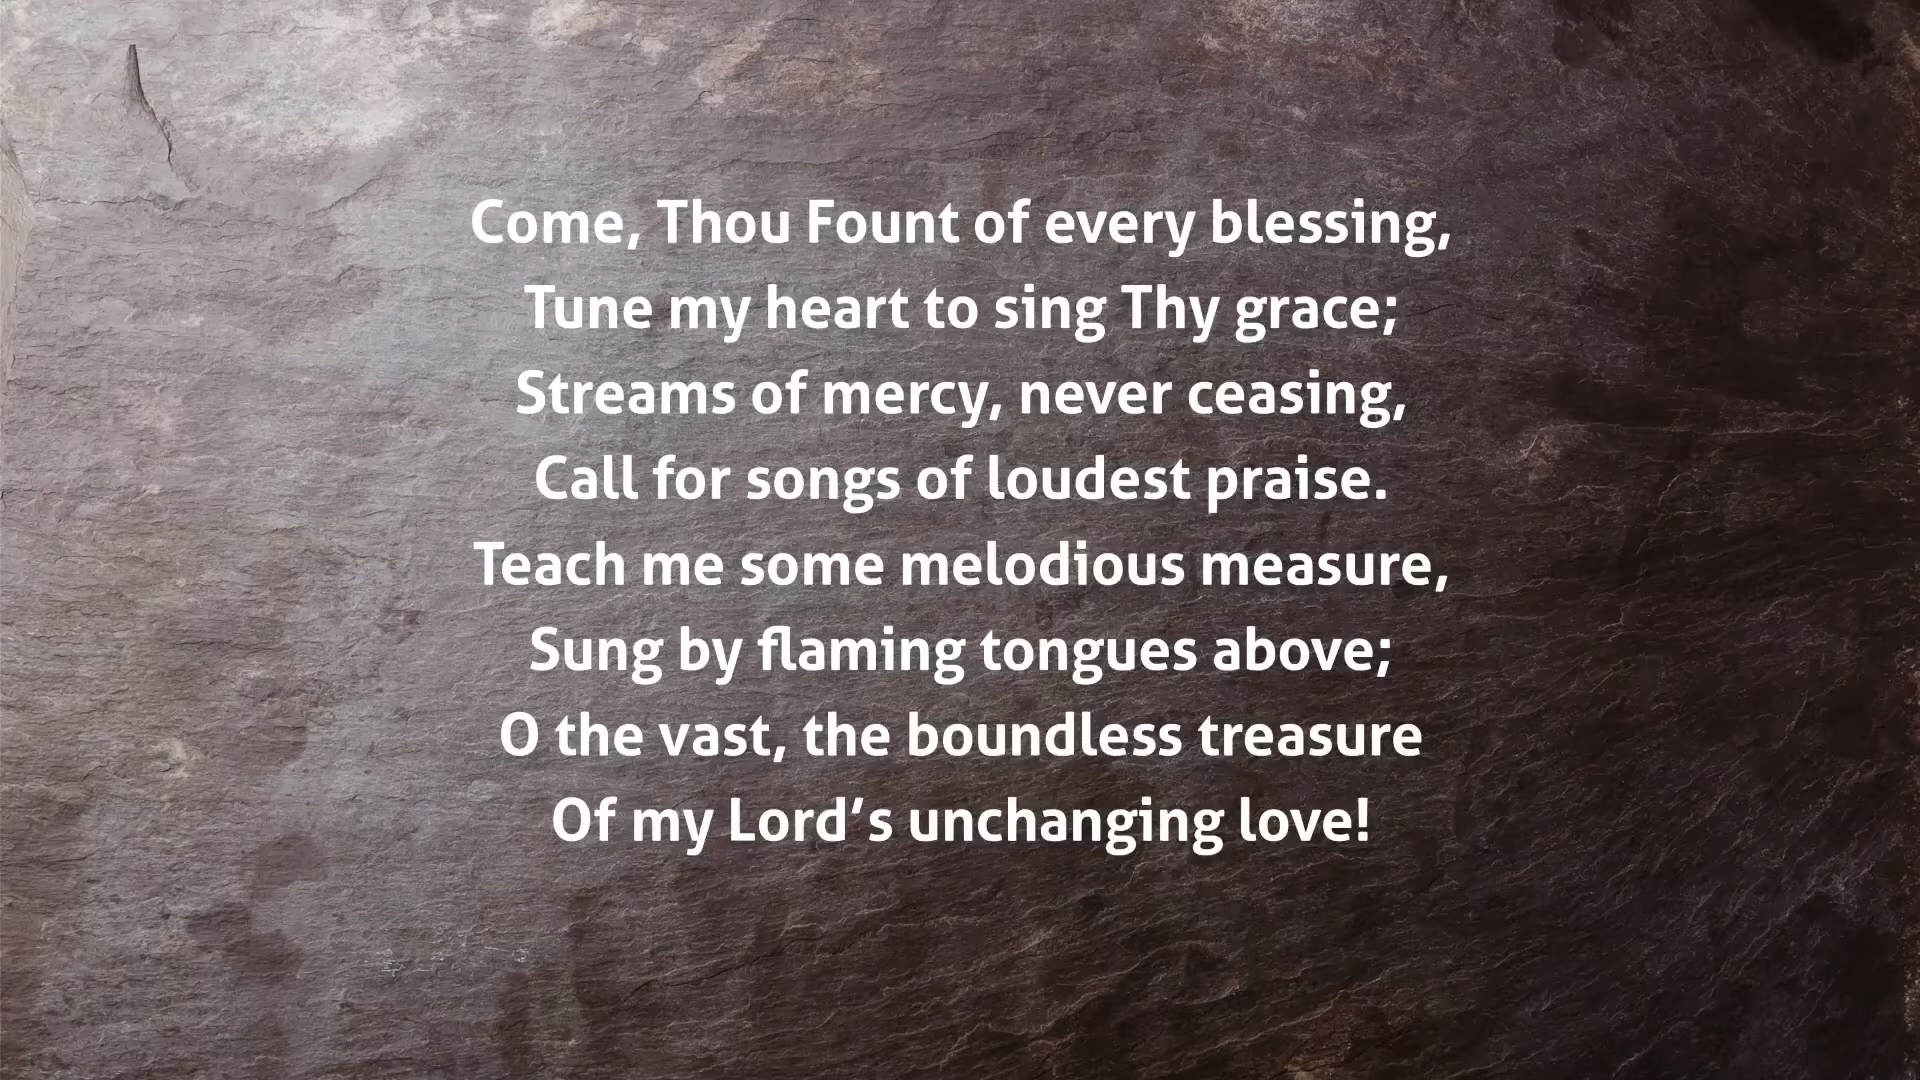 Come, Thou Fount of every blessing,
Tune my heart to sing Thy grace;
Streams of mercy, never ceasing,
Call for songs of loudest praise.
Teach me some melodious measure,
Sung by flaming tongues above;
O the vast, the boundless treasure
Of my Lord’s unchanging love!